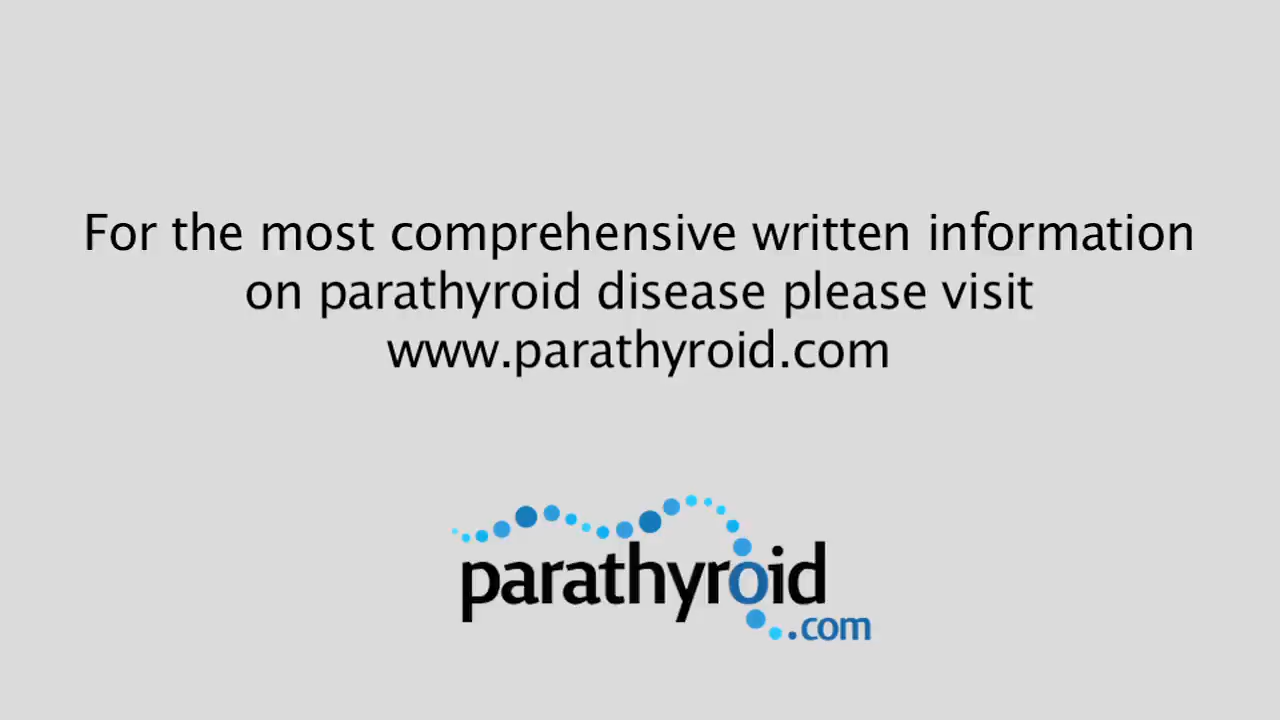 For the most comprehensive written information
on parathyroid disease please visit
www.parathyroid.com
parathyroid
.com